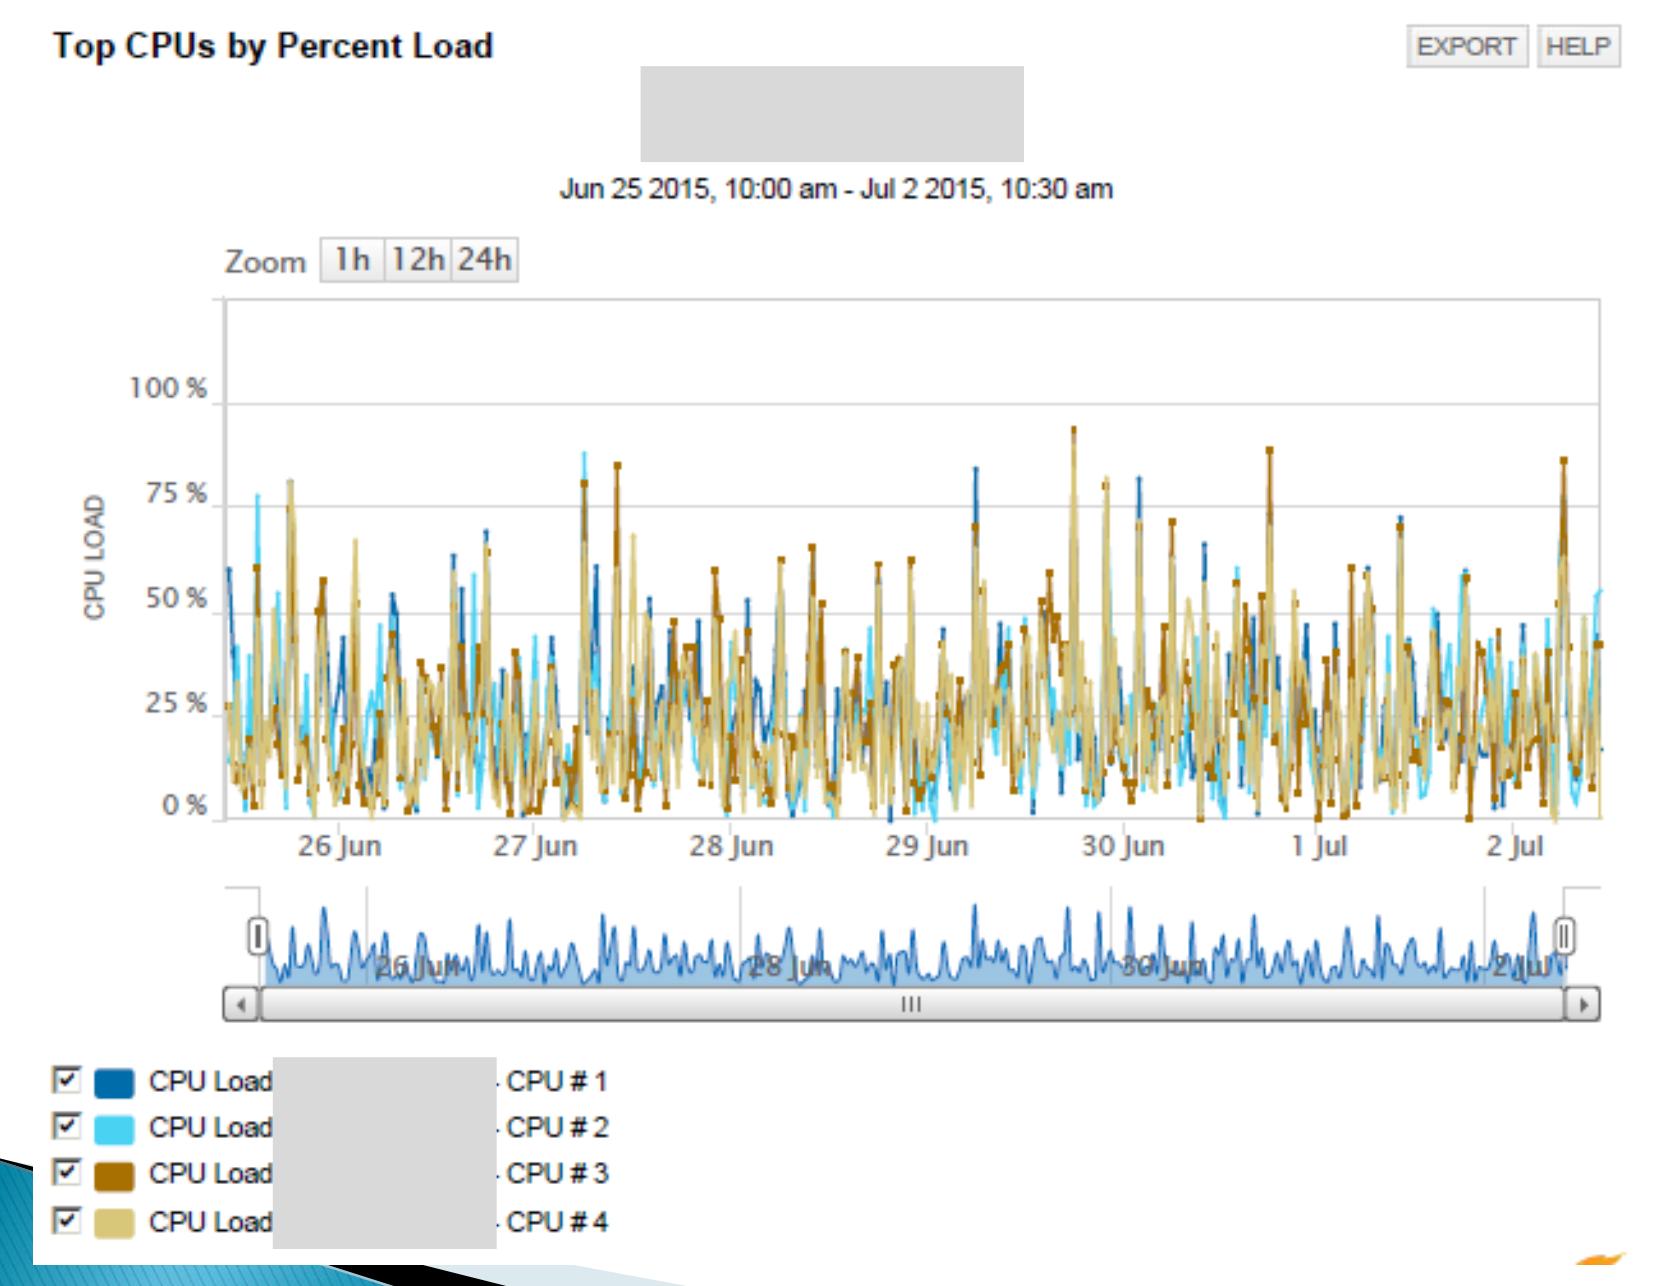 Top CPUs by Percent Load
EXPORT HELP
Jun 25 2015, 10:00 am - Jul 2 2015, 10:30 am
Zoom 1h 12h 24h
100 %
75 %
50 %
25 %
0 %
CPU LOAD
26 Jun 27 Jun 28 Jun 29 Jun 30 Jun 1 Jul 2 Jul
26 Jun 28 Jun 30 Jun 2 Jul
CPU Load - CPU # 1
CPU Load - CPU # 2
CPU Load - CPU # 3
CPU Load - CPU # 4